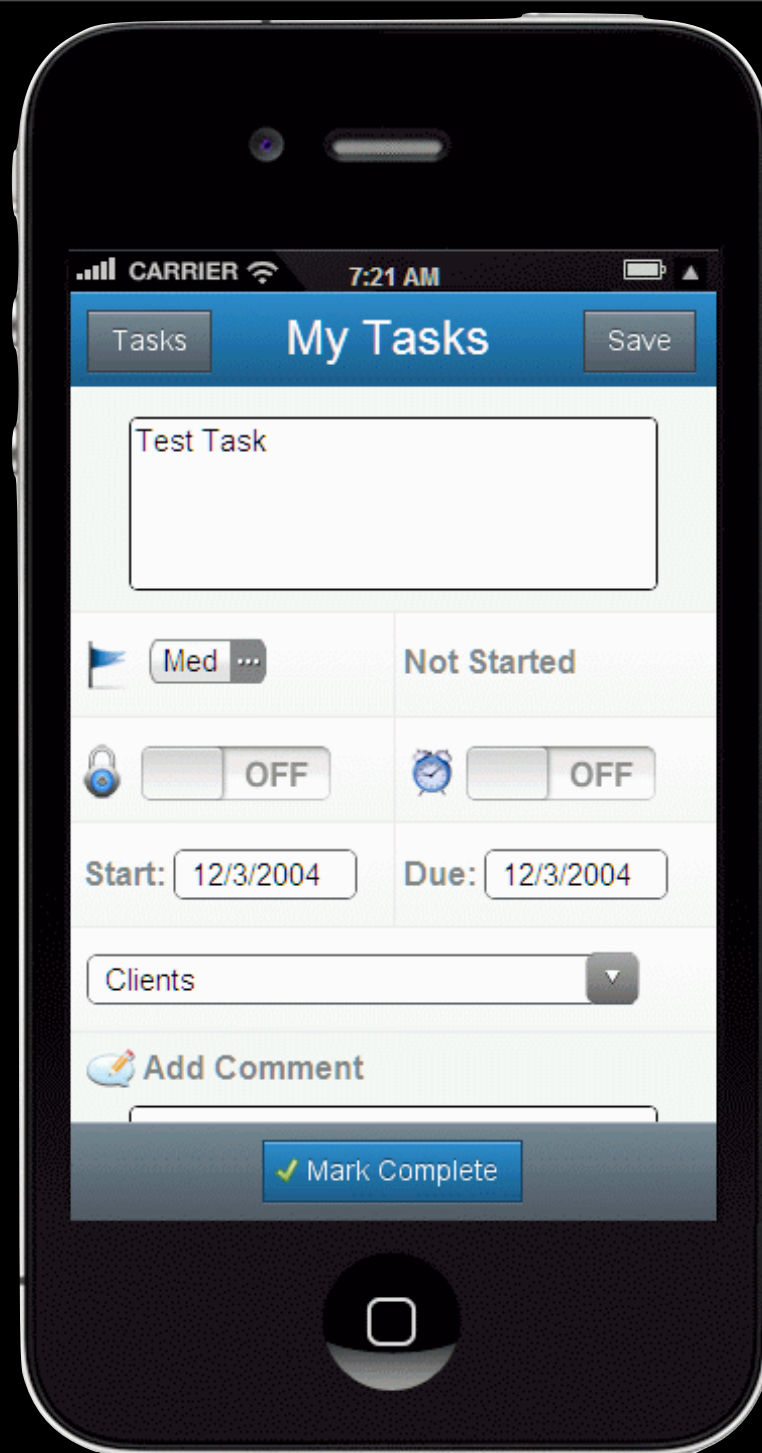 CARRIER 7:21 AM
Tasks My Tasks Save
Test Task
Med ... Not Started
OFF OFF
Start: 12/3/2004 Due: 12/3/2004
Clients
Add Comment
Mark Complete